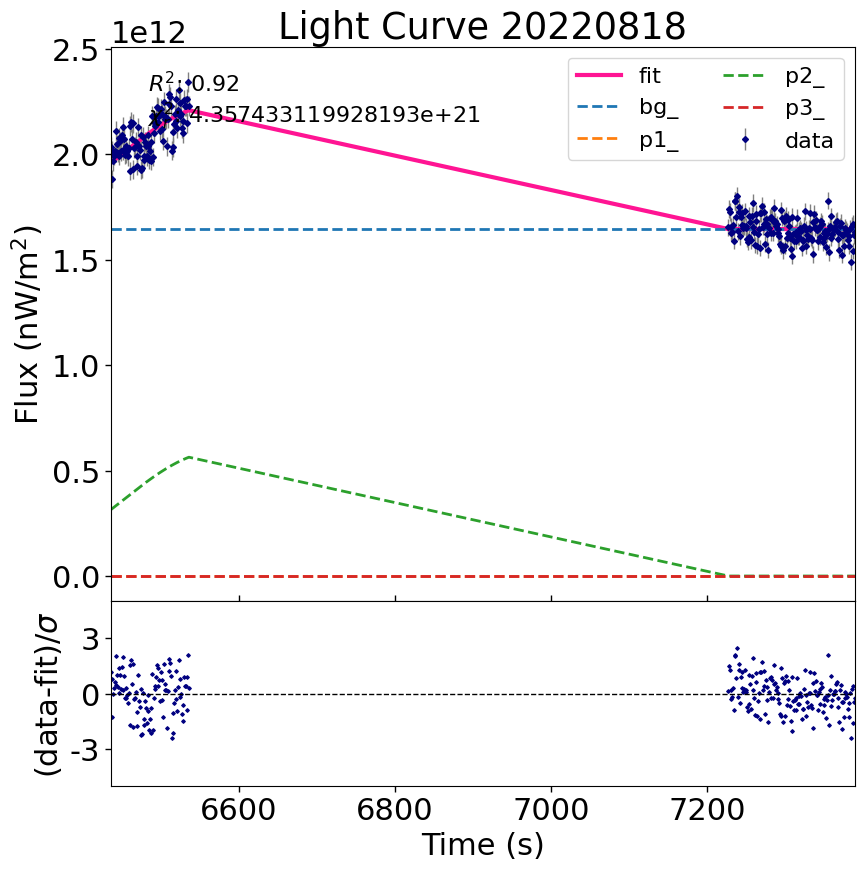 Light Curve 20220818
1e12
2.5
2.0
1.5
1.0
0.5
0.0
Flux (nW/m²)
R²: 0.92
4.357433119928193e+21
fit
bg_
p1_
p2_
p3_
data
3
0
-3
(data-fit)/σ
6600
6800
7000
7200
Time (s)